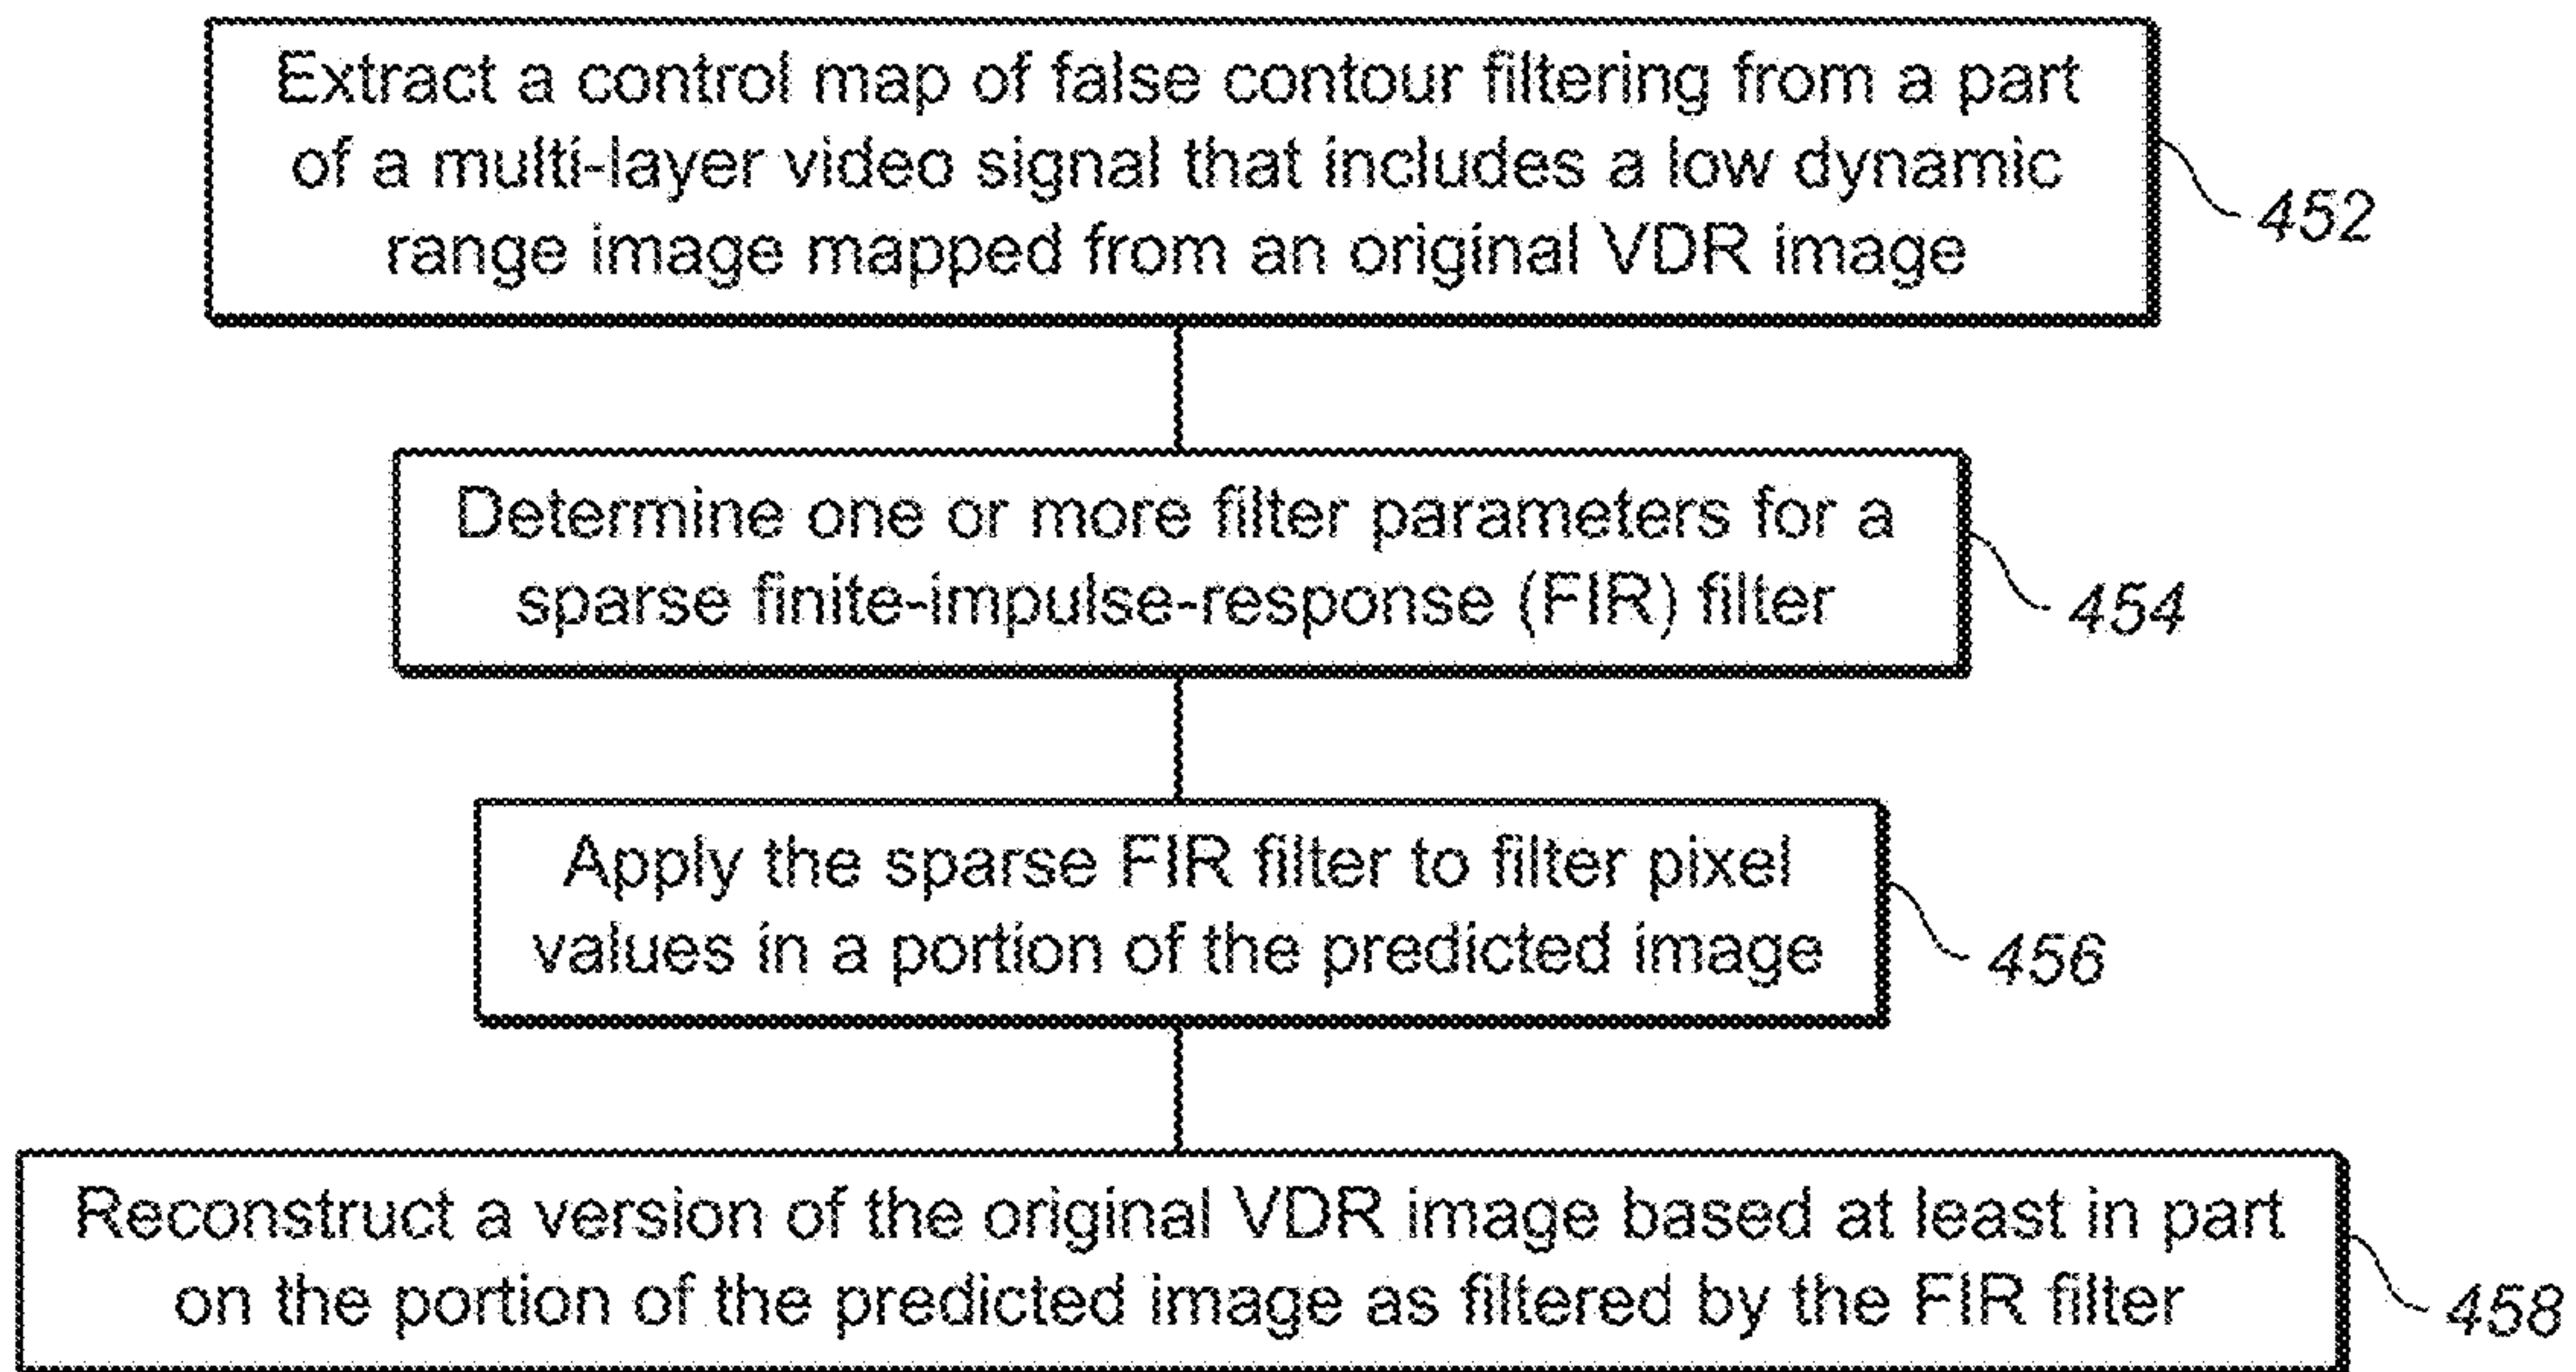 Extract a control map of false contour filtering from a part
of a multi-layer video signal that includes a low dynamic
range image mapped from an original VDR image
452
Determine one or more filter parameters for a
sparse finite-impulse-response (FIR) filter
454
Apply the sparse FIR filter to filter pixel
values in a portion of the predicted image
456
Reconstruct a version of the original VDR image based at least in part
on the portion of the predicted image as filtered by the FIR filter
458